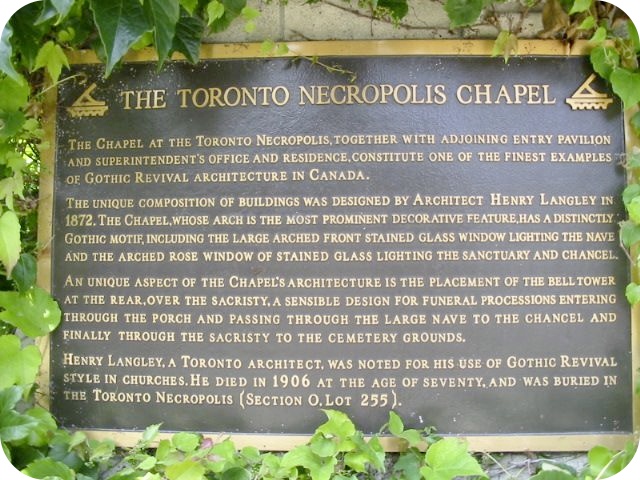 THE TORONTO NECROPOLIS CHAPEL
THE CHAPEL AT THE TORONTO NECROPOLIS, TOGETHER WITH ADJOINING ENTRY PAVILION
AND SUPERINTENDENT'S OFFICE AND RESIDENCE, CONSTITUTE ONE OF THE FINEST EXAMPLES
OF GOTHIC REVIVAL ARCHITECTURE IN CANADA.
THE UNIQUE COMPOSITION OF BUILDINGS WAS DESIGNED BY ARCHITECT HENRY LANGLEY IN
1872. THE CHAPEL, WHOSE ARCH IS THE MOST PROMINENT DECORATIVE FEATURE, HAS A DISTINCTLY
GOTHIC MOTIF, INCLUDING THE LARGE ARCHED FRONT STAINED GLASS WINDOW LIGHTING THE NAVE
AND THE ARCHED ROSE WINDOW OF STAINED GLASS LIGHTING THE SANCTUARY AND CHANCEL.
AN UNIQUE ASPECT OF THE CHAPEL'S ARCHITECTURE IS THE PLACEMENT OF THE BELL TOWER
AT THE REAR, OVER THE SACRISTY, A SENSIBLE DESIGN FOR FUNERAL PROCESSIONS ENTERING
THROUGH THE PORCH AND PASSING THROUGH THE LARGE NAVE TO THE CHANCEL AND
FINALLY THROUGH THE SACRISTY TO THE CEMETERY GROUNDS.
HENRY LANGLEY, A TORONTO ARCHITECT, WAS NOTED FOR HIS USE OF GOTHIC REVIVAL
STYLE IN CHURCHES. HE DIED IN 1906 AT THE AGE OF SEVENTY, AND WAS BURIED IN
THE TORONTO NECROPOLIS (SECTION O, LOT 255).